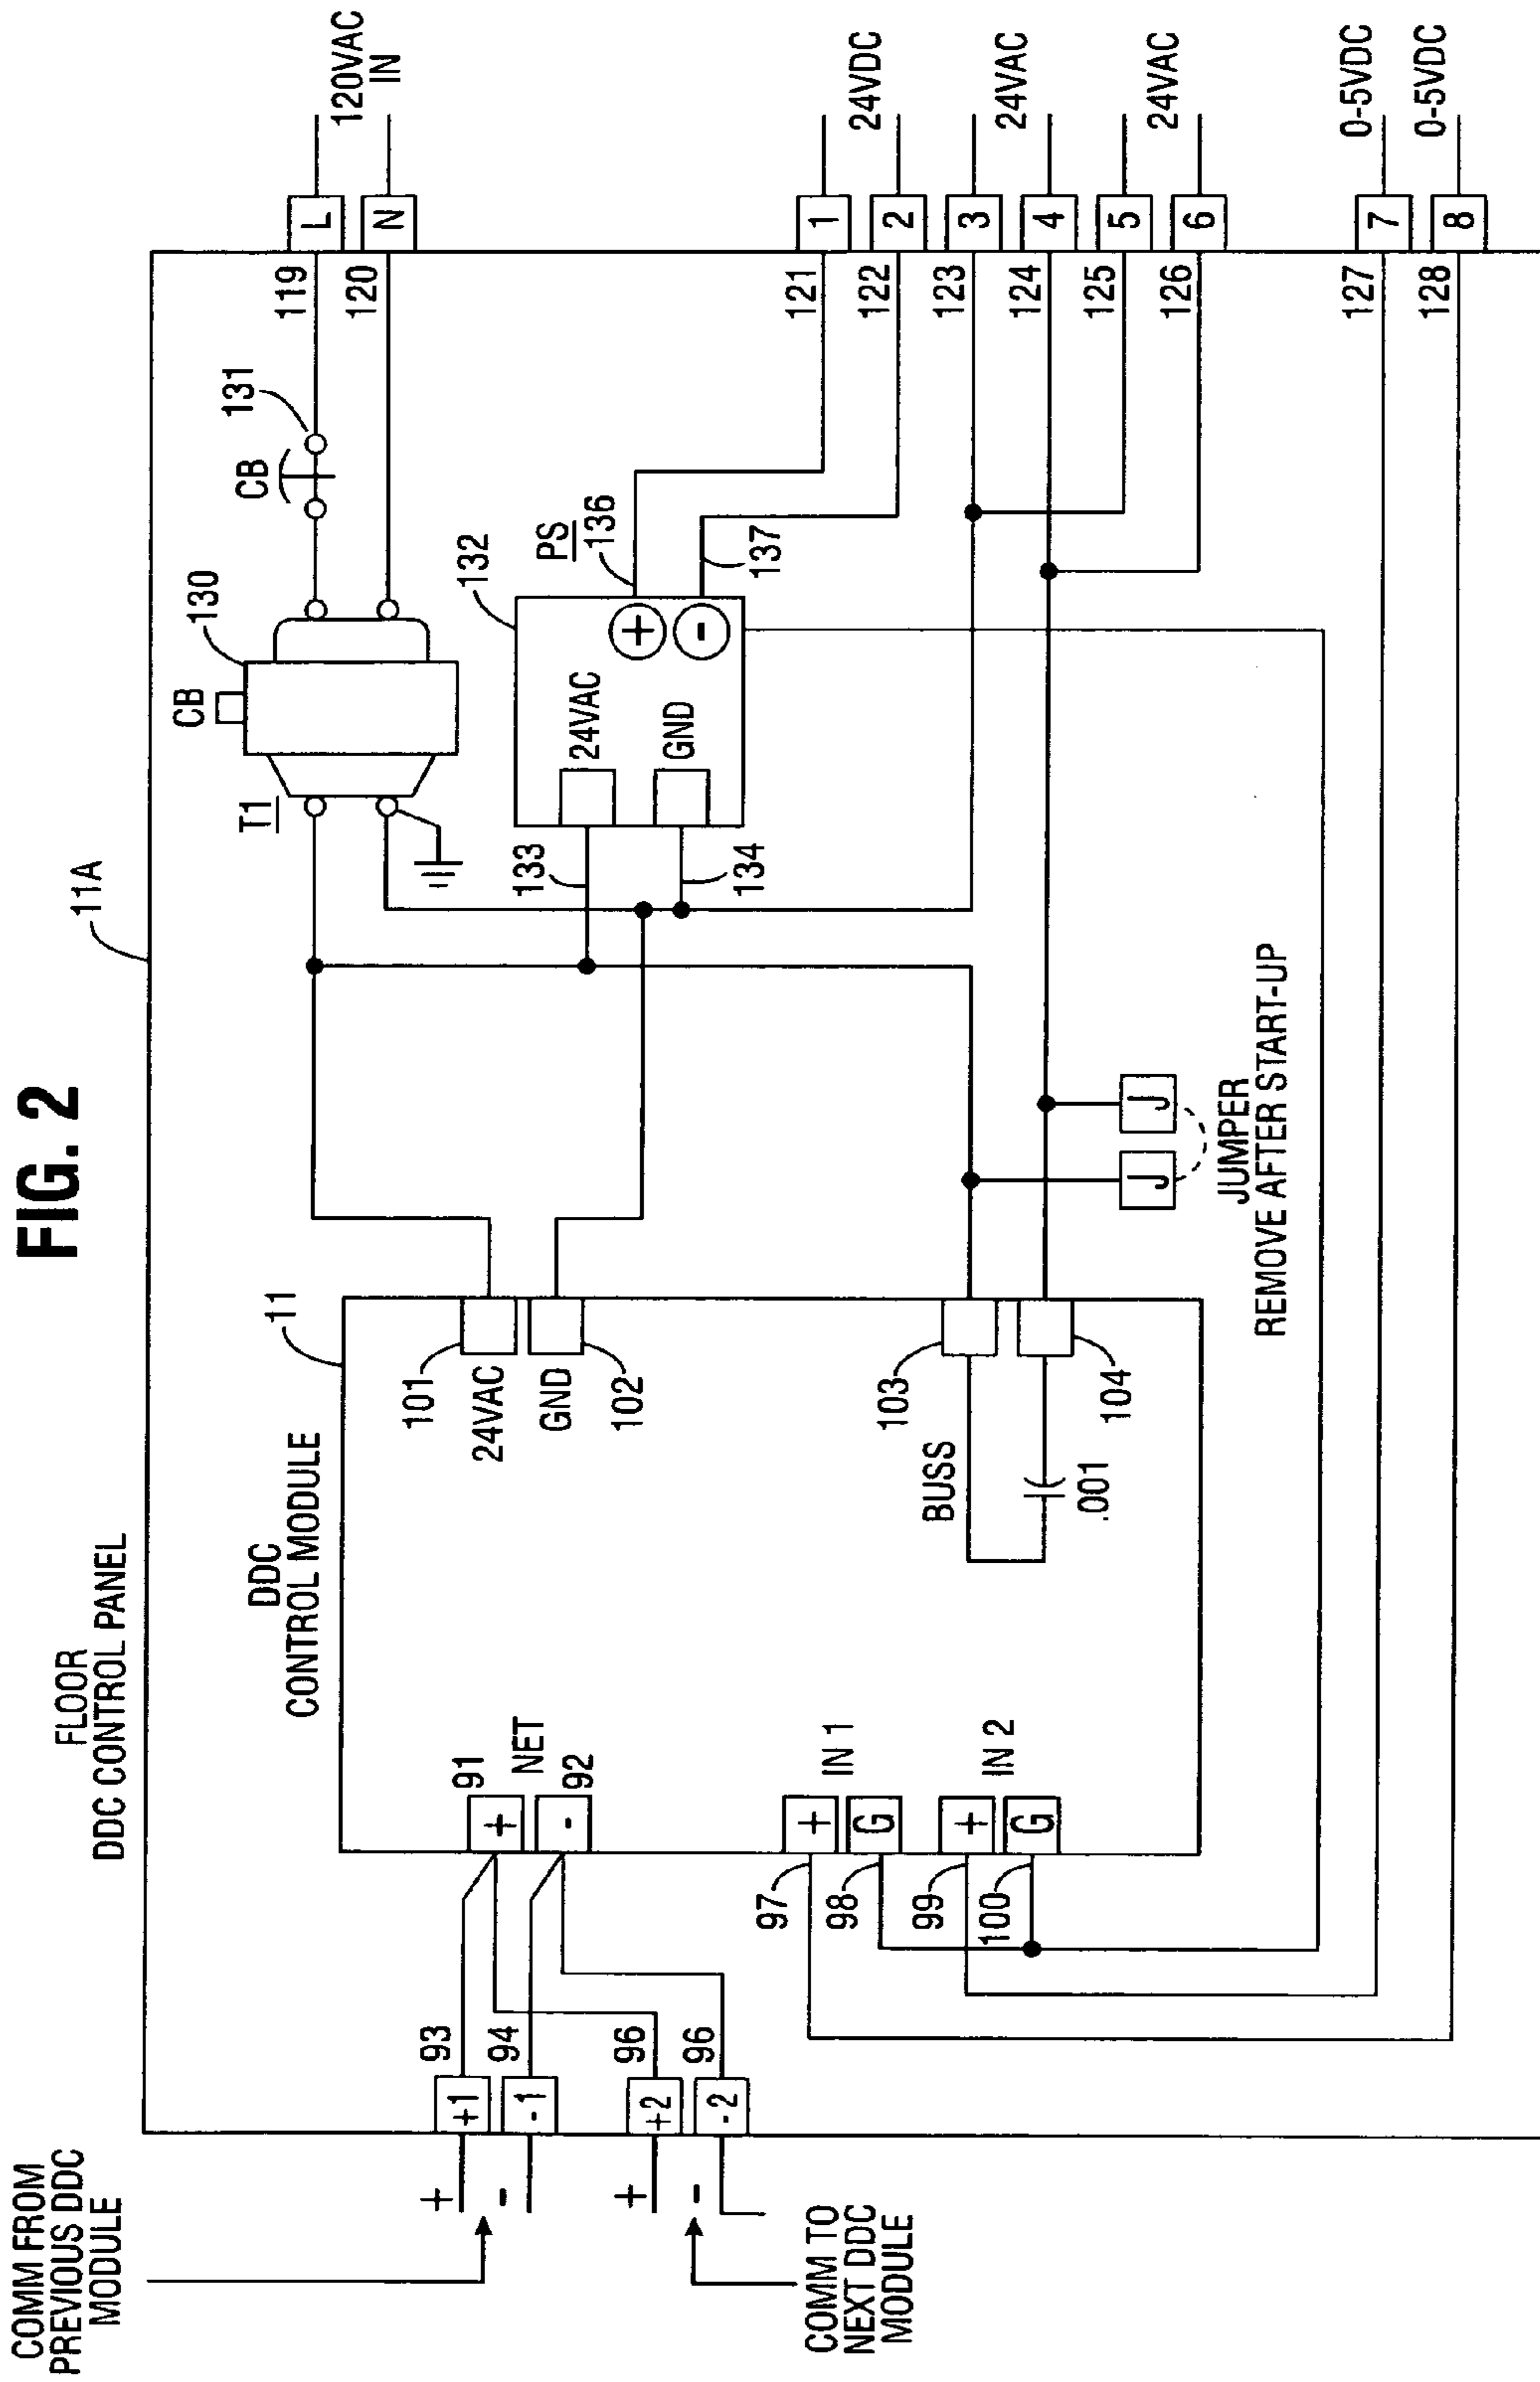 FIG. 2
FLOOR
DDC CONTROL PANEL
11A
COMM FROM
PREVIOUS DDC
MODULE
+
-
+
-
COMM TO
NEXT DDC
MODULE
+1
-1
+2
-2
93
94
96
96
DDC
CONTROL MODULE
11
+
-
91
NET
92
97
98
99
100
+
G
+
G
IN 1
IN 2
101
24VAC
GND
102
BUSS
103
104
.001
J
J
JUMPER
REMOVE AFTER START-UP
T1
CB
130
CB
131
132
PS
133
134
24VAC
GND
+
-
136
137
119
120
L
N
120VAC
IN
121
122
123
124
125
126
127
128
1
2
3
4
5
6
7
8
24VDC
24VAC
24VAC
0-5VDC
0-5VDC